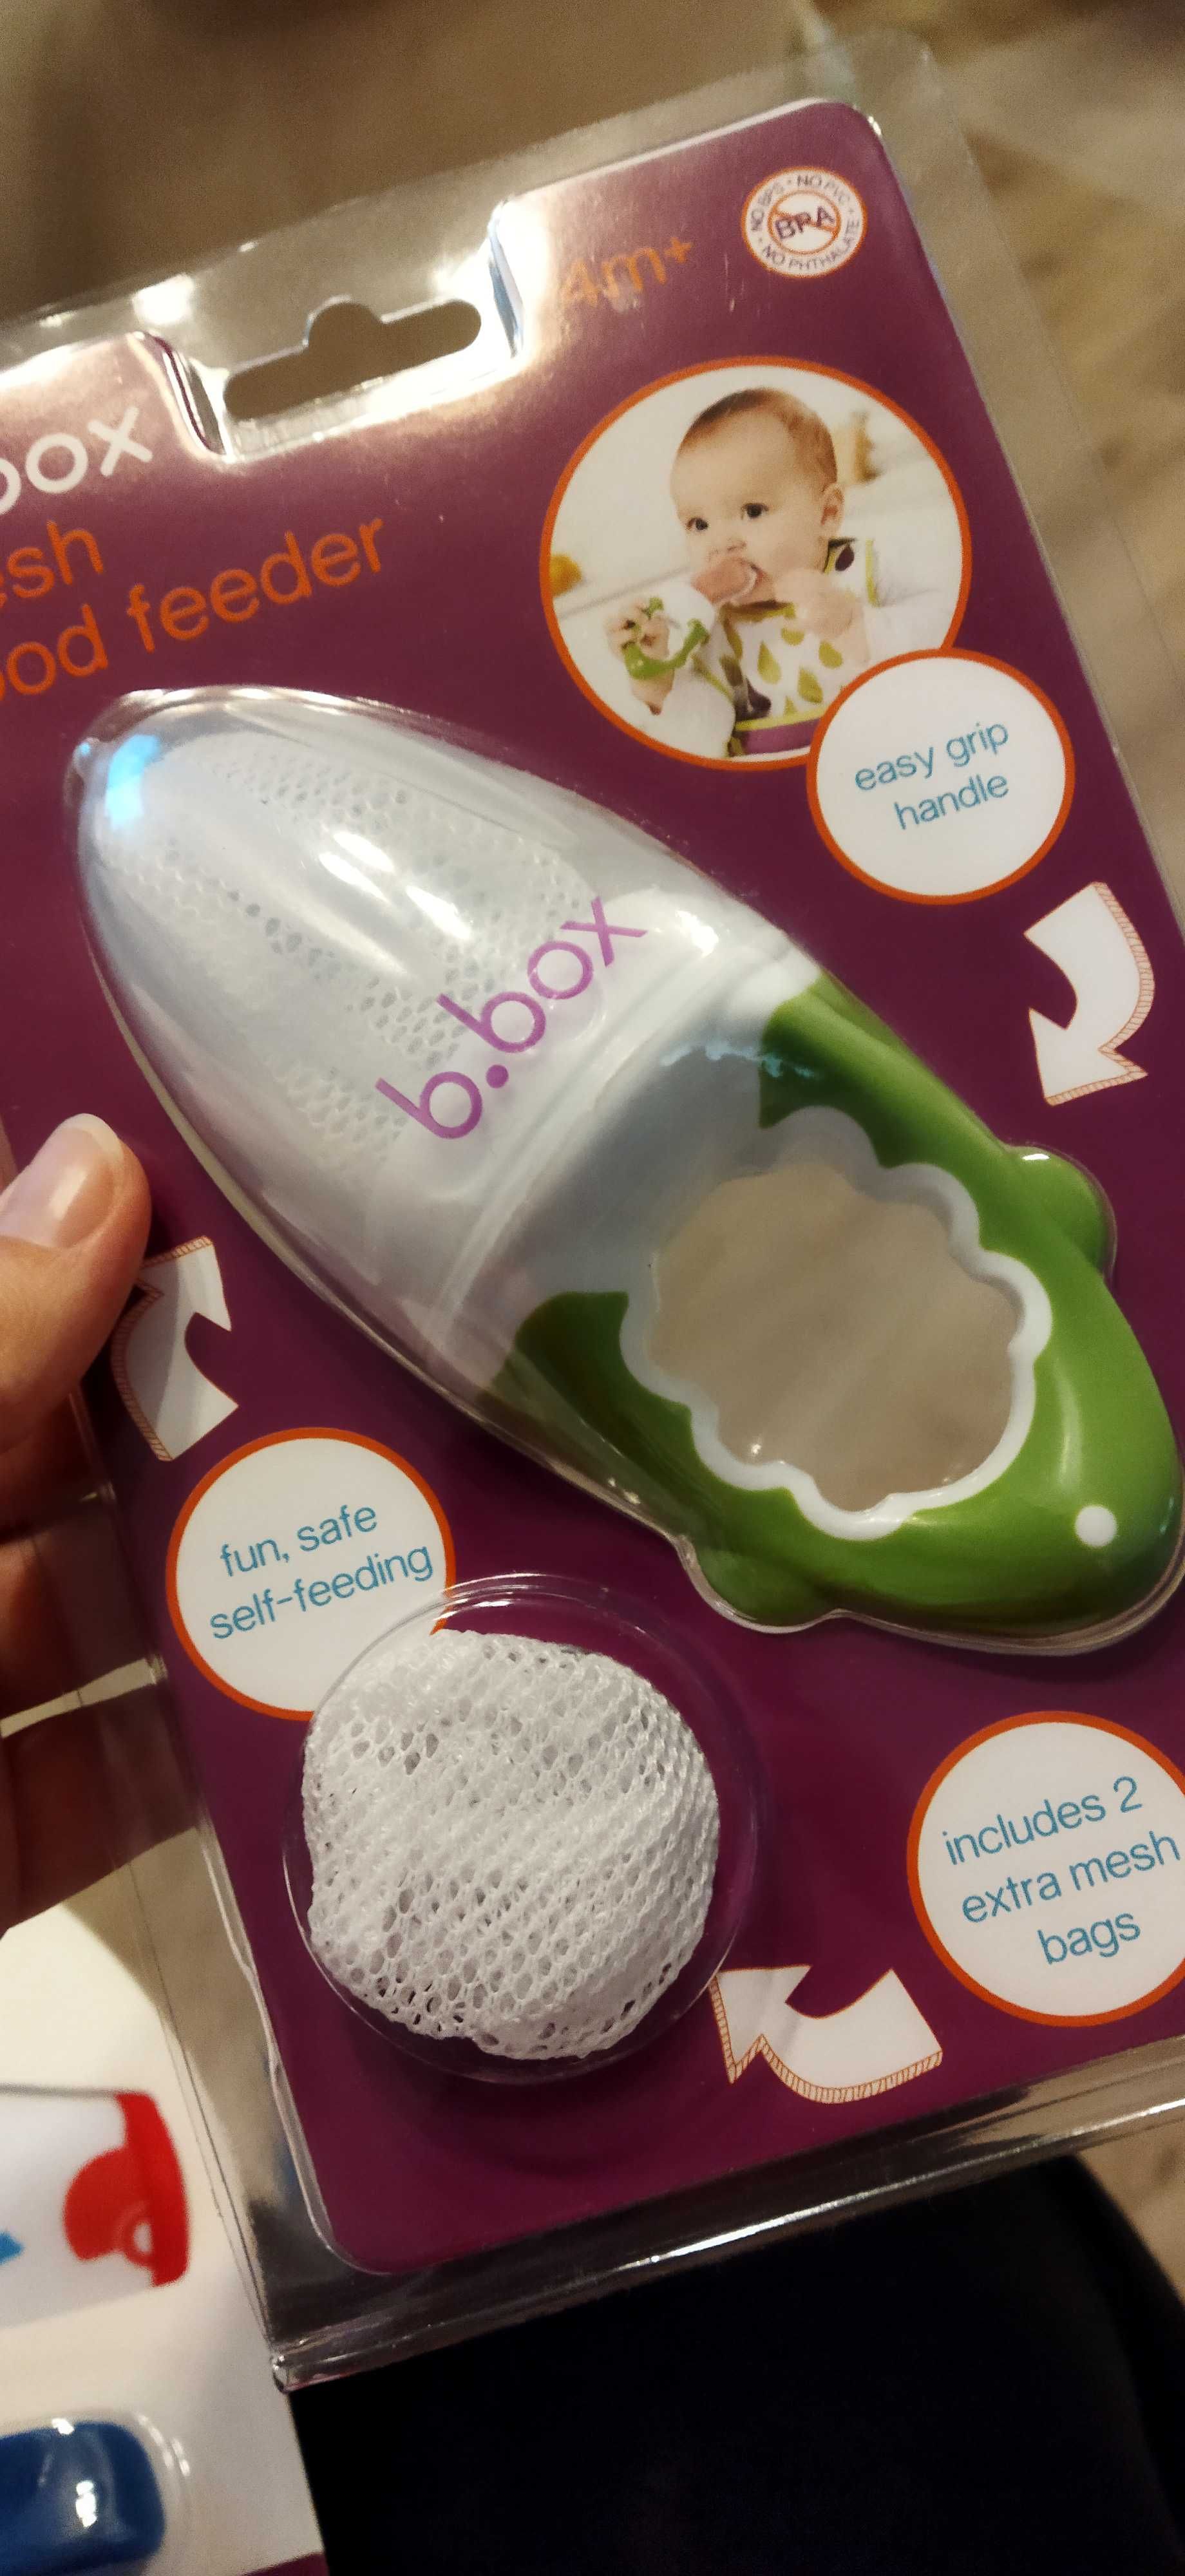 4m+
NO BPS • NO PVC •
BPA
• NO PHTHALATE
box
esh
ood feeder
easy grip
handle
b.box
fun, safe
self-feeding
includes 2
extra mesh
bags